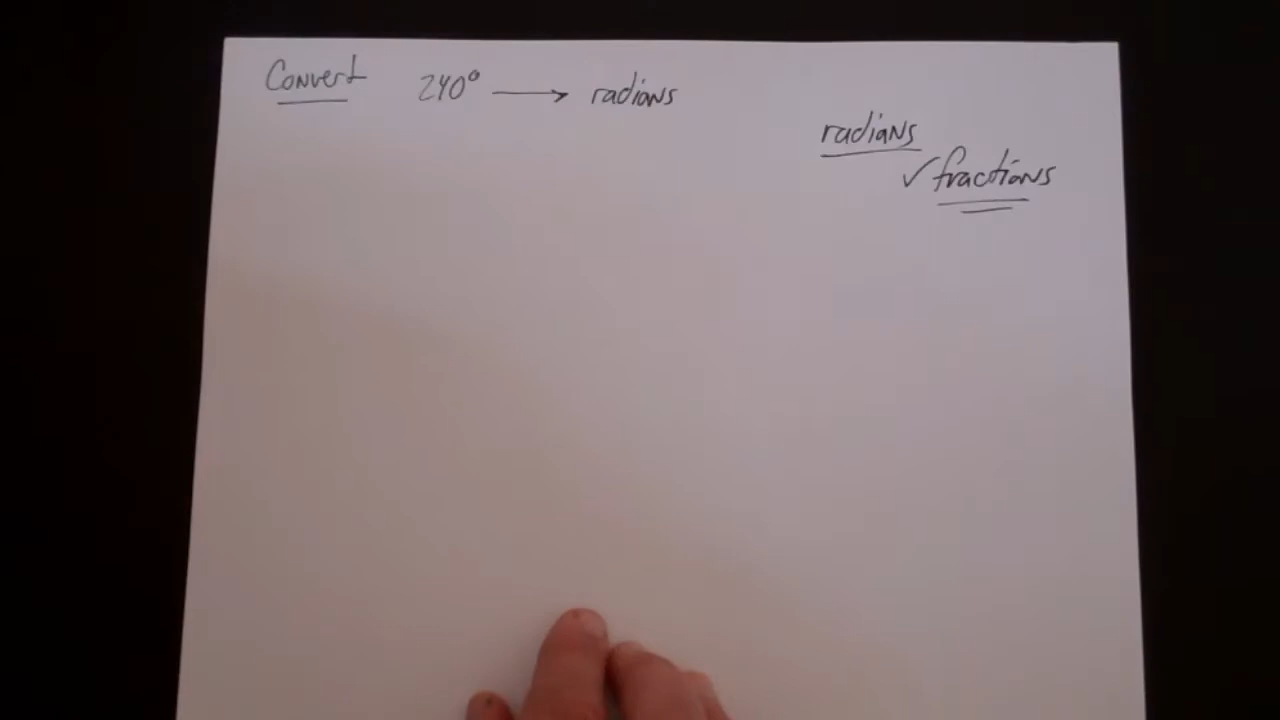 Convert 240° → radians
radians
✓ fractions